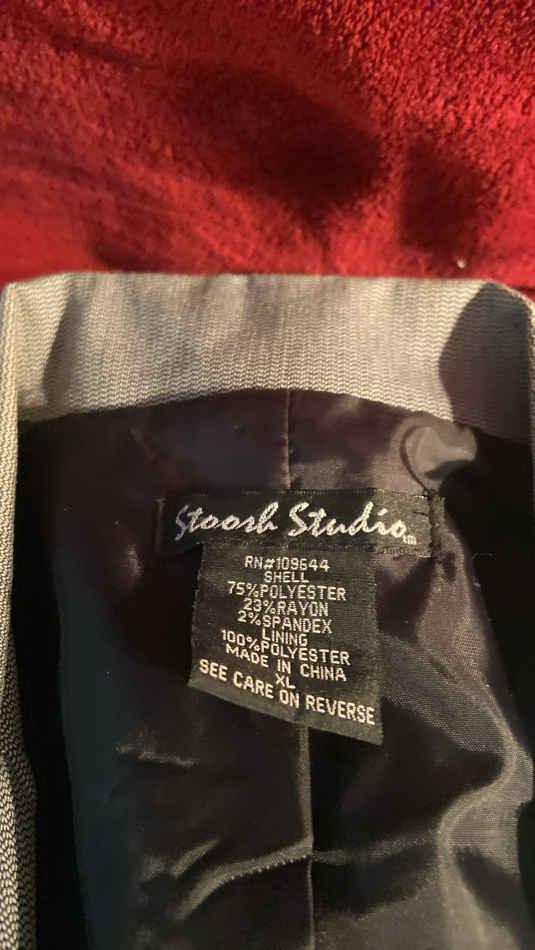 Stoosh Studio tm
RN#109644
SHELL
75%POLYESTER
23%RAYON
2%SPANDEX
LINING
100%POLYESTER
MADE IN CHINA
XL
SEE CARE ON REVERSE